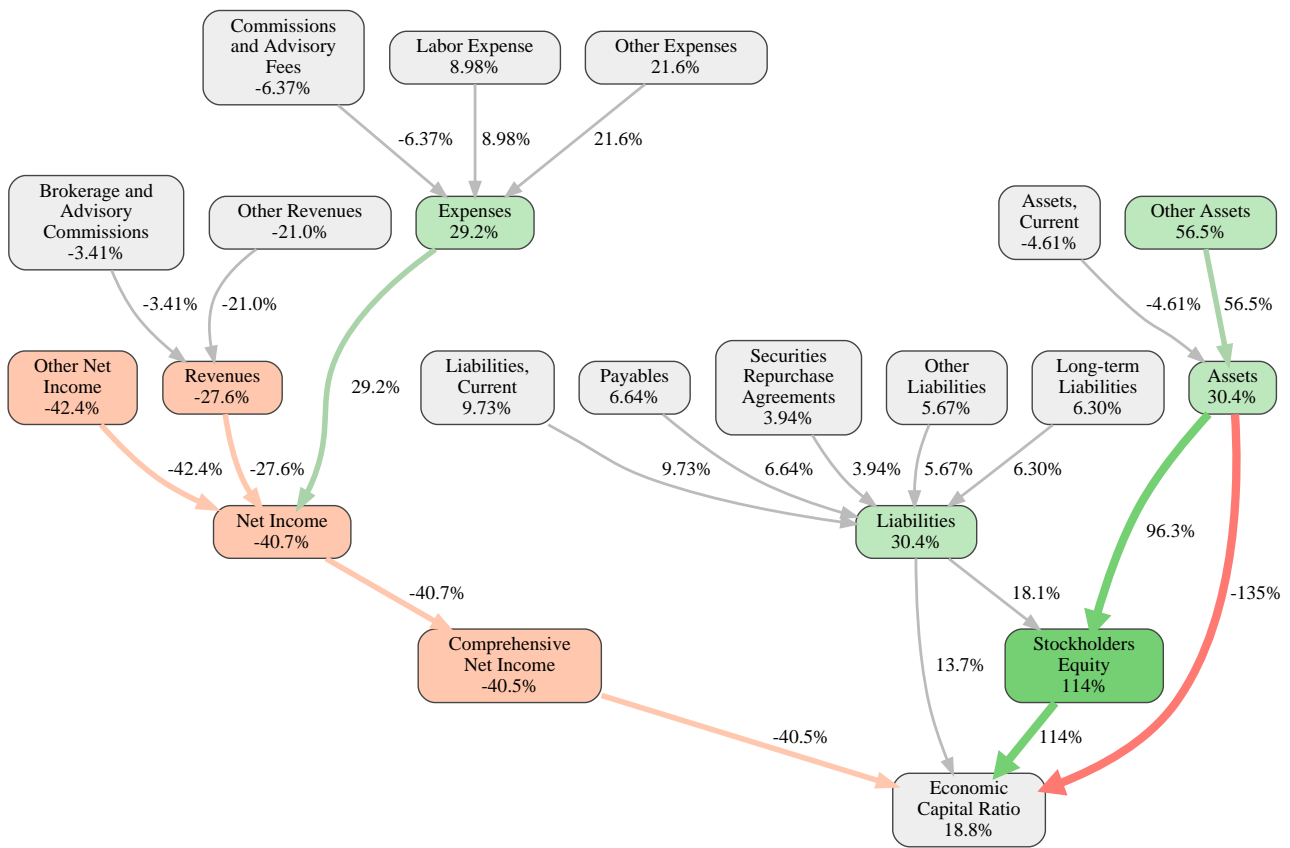 Commissions
and Advisory
Fees
-6.37%
Labor Expense
8.98%
Other Expenses
21.6%
-6.37%
8.98%
21.6%
Brokerage and
Advisory
Commissions
-3.41%
Other Revenues
-21.0%
Expenses
29.2%
Assets,
Current
-4.61%
Other Assets
56.5%
-3.41%
-21.0%
-4.61%
56.5%
Other Net
Income
-42.4%
Revenues
-27.6%
29.2%
Liabilities,
Current
9.73%
Payables
6.64%
Securities
Repurchase
Agreements
3.94%
Other
Liabilities
5.67%
Long-term
Liabilities
6.30%
Assets
30.4%
-42.4%
-27.6%
9.73%
6.64%
3.94%
5.67%
6.30%
Net Income
-40.7%
Liabilities
30.4%
96.3%
-135%
-40.7%
18.1%
Comprehensive
Net Income
-40.5%
13.7%
Stockholders
Equity
114%
-40.5%
114%
Economic
Capital Ratio
18.8%